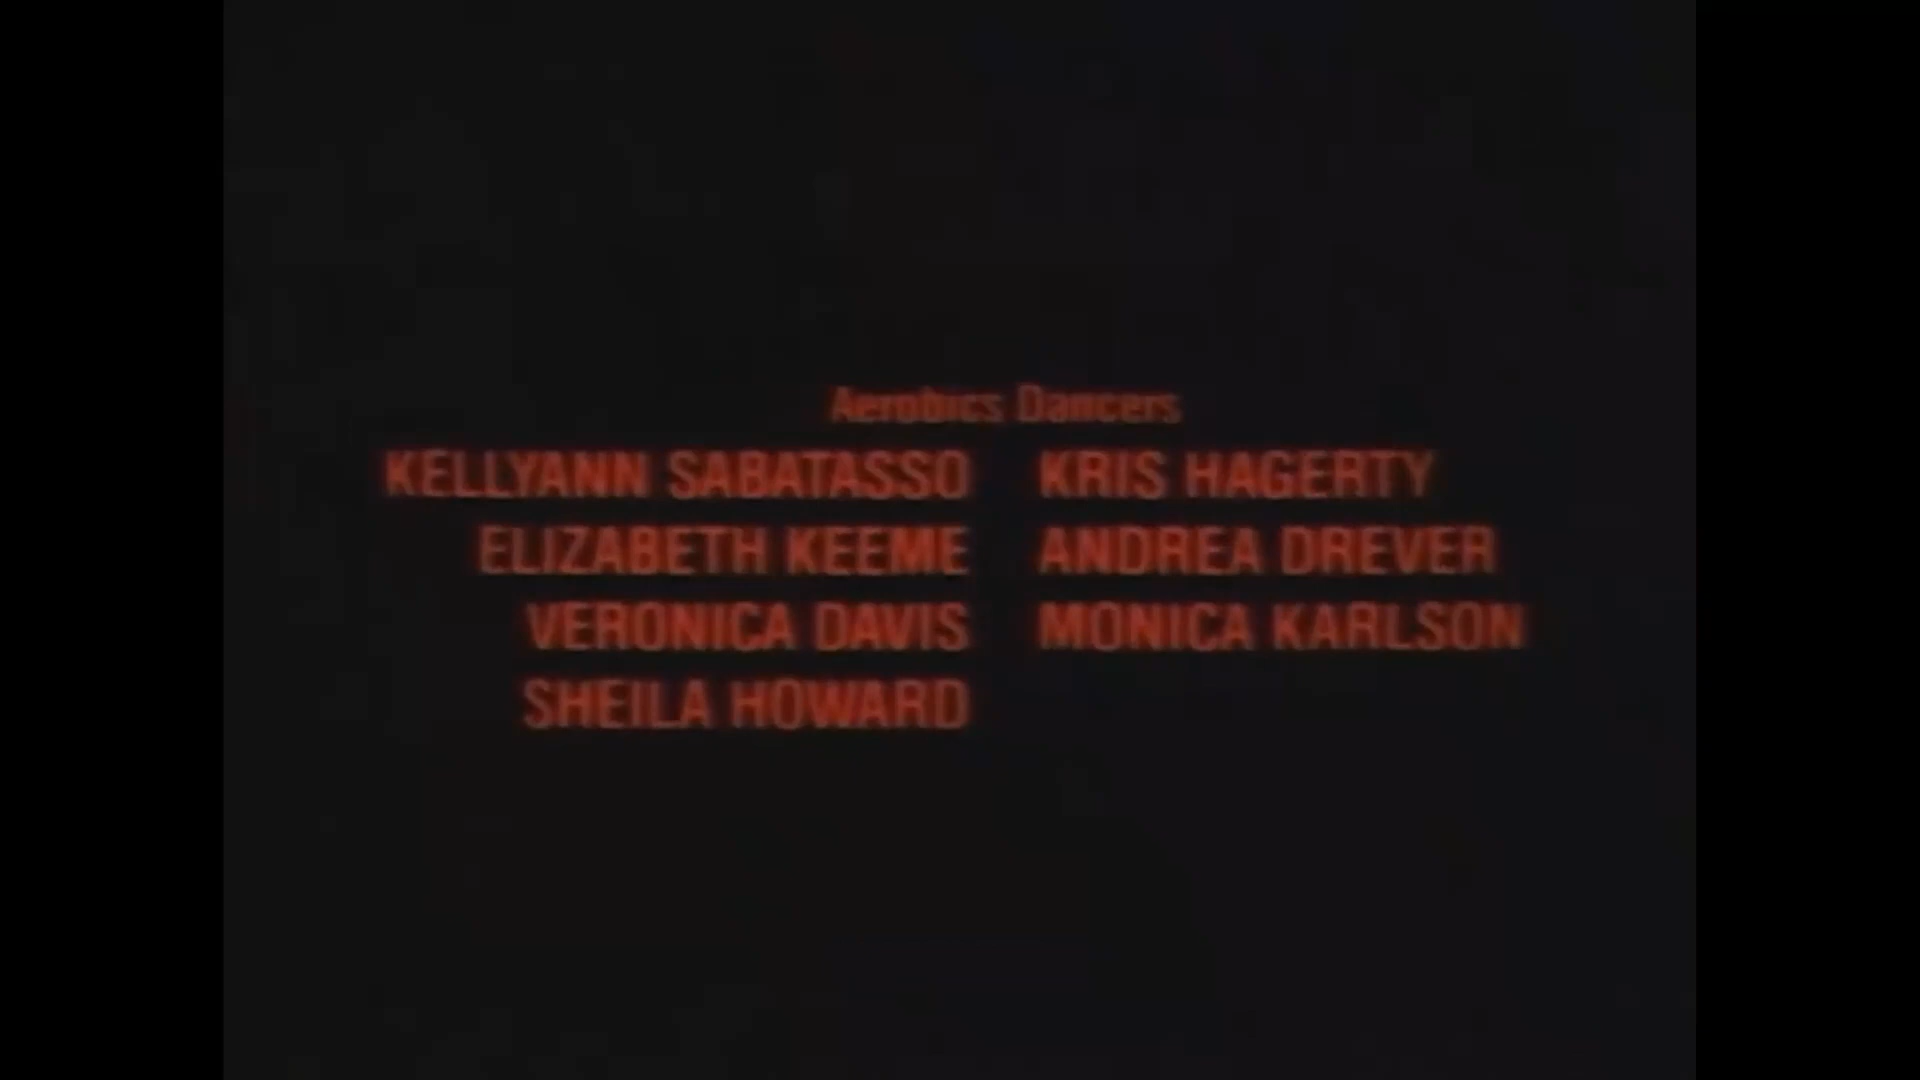 Aerobics Dancers
KELLYANN SABATASSO KRIS HAGERTY
ELIZABETH KEEME ANDREA DREVER
VERONICA DAVIS MONICA KARLSON
SHEILA HOWARD